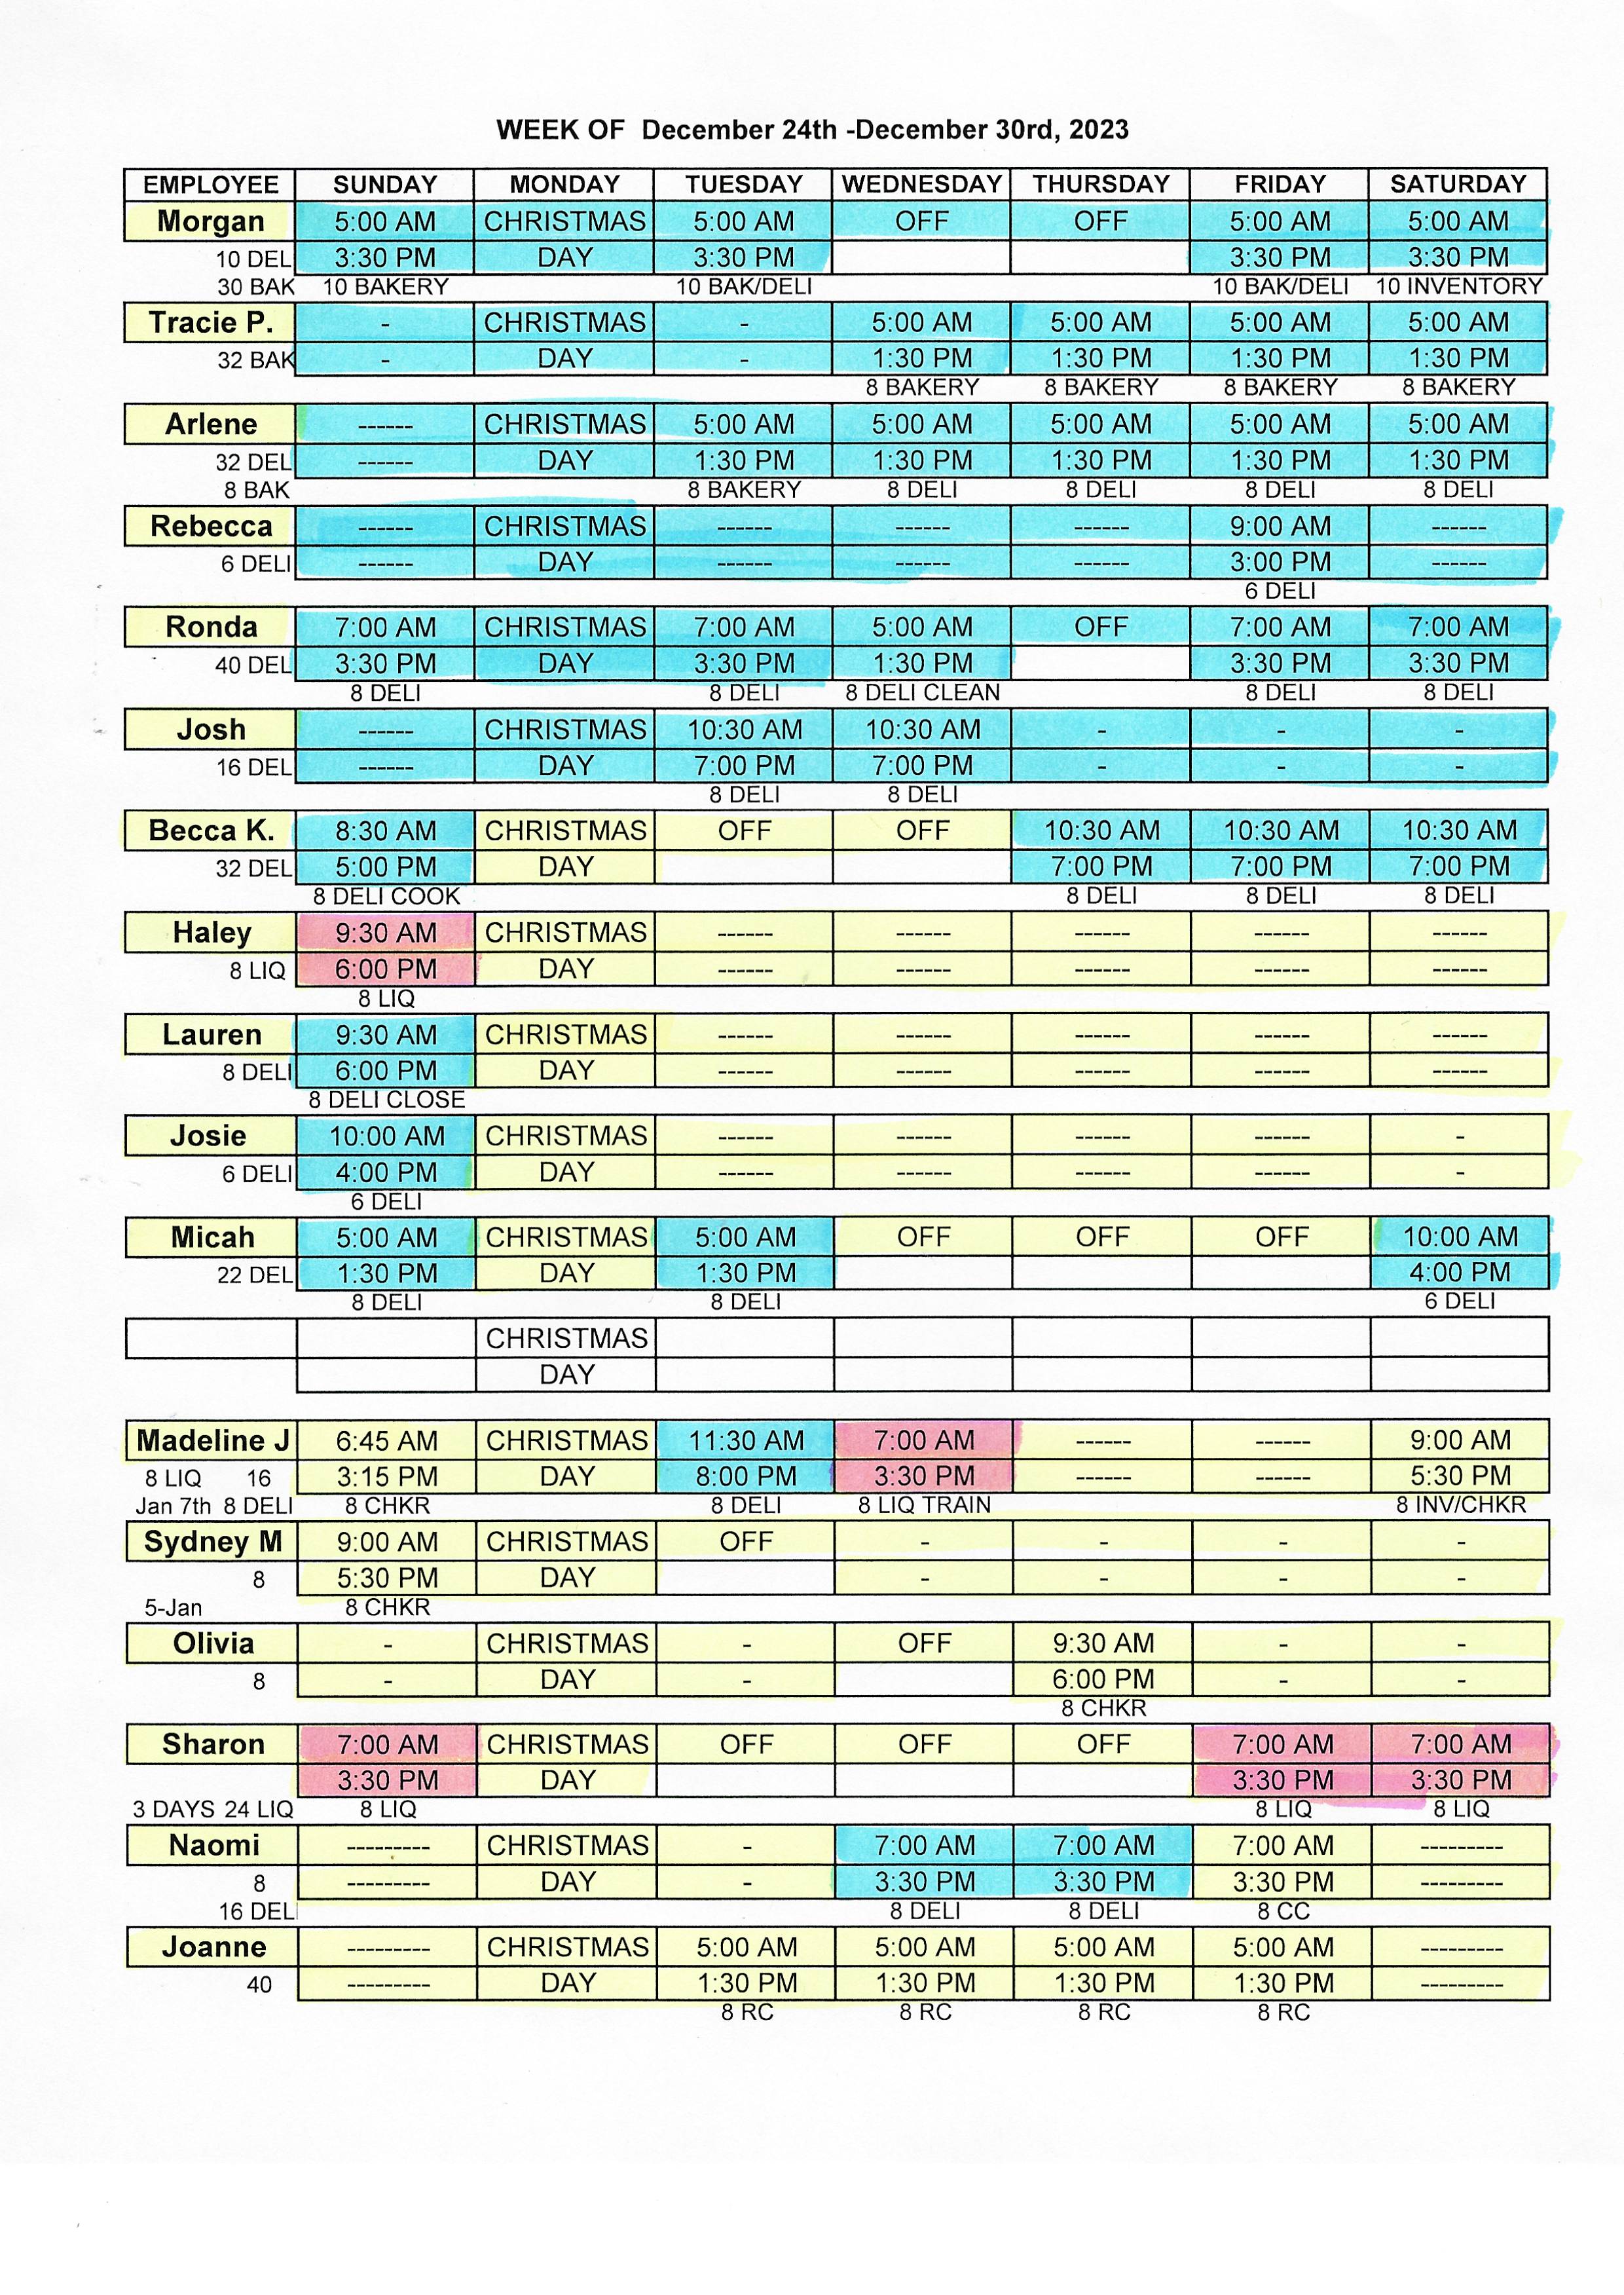 WEEK OF December 24th -December 30rd, 2023
EMPLOYEE SUNDAY MONDAY TUESDAY WEDNESDAY THURSDAY FRIDAY SATURDAY
Morgan 5:00 AM CHRISTMAS 5:00 AM OFF OFF 5:00 AM 5:00 AM
10 DEL 3:30 PM DAY 3:30 PM 3:30 PM 3:30 PM
30 BAK 10 BAKERY 10 BAK/DELI 10 BAK/DELI 10 INVENTORY
Tracie P. - CHRISTMAS - 5:00 AM 5:00 AM 5:00 AM 5:00 AM
32 BAK - DAY - 1:30 PM 1:30 PM 1:30 PM 1:30 PM
8 BAKERY 8 BAKERY 8 BAKERY 8 BAKERY
Arlene ------ CHRISTMAS 5:00 AM 5:00 AM 5:00 AM 5:00 AM 5:00 AM
32 DEL ------ DAY 1:30 PM 1:30 PM 1:30 PM 1:30 PM 1:30 PM
8 BAK 8 BAKERY 8 DELI 8 DELI 8 DELI 8 DELI
Rebecca ------ CHRISTMAS ------ ------ ------ 9:00 AM ------
6 DELI ------ DAY ------ ------ ------ 3:00 PM ------
6 DELI
Ronda 7:00 AM CHRISTMAS 7:00 AM 5:00 AM OFF 7:00 AM 7:00 AM
40 DEL 3:30 PM DAY 3:30 PM 1:30 PM 3:30 PM 3:30 PM
8 DELI 8 DELI 8 DELI CLEAN 8 DELI 8 DELI
Josh ------ CHRISTMAS 10:30 AM 10:30 AM - - -
16 DEL ------ DAY 7:00 PM 7:00 PM - - -
8 DELI 8 DELI
Becca K. 8:30 AM CHRISTMAS OFF OFF 10:30 AM 10:30 AM 10:30 AM
32 DEL 5:00 PM DAY 7:00 PM 7:00 PM 7:00 PM
8 DELI COOK 8 DELI 8 DELI 8 DELI
Haley 9:30 AM CHRISTMAS ------ ------ ------ ------ ------
8 LIQ 6:00 PM DAY ------ ------ ------ ------ ------
8 LIQ
Lauren 9:30 AM CHRISTMAS ------ ------ ------ ------ ------
8 DELI 6:00 PM DAY ------ ------ ------ ------ ------
8 DELI CLOSE
Josie 10:00 AM CHRISTMAS ------ ------ ------ ------ -
6 DELI 4:00 PM DAY ------ ------ ------ ------ -
6 DELI
Micah 5:00 AM CHRISTMAS 5:00 AM OFF OFF OFF 10:00 AM
22 DEL 1:30 PM DAY 1:30 PM 4:00 PM
8 DELI 8 DELI 6 DELI
CHRISTMAS
DAY
Madeline J 6:45 AM CHRISTMAS 11:30 AM 7:00 AM ------ ------ 9:00 AM
8 LIQ 16 3:15 PM DAY 8:00 PM 3:30 PM ------ ------ 5:30 PM
Jan 7th 8 DELI 8 CHKR 8 DELI 8 LIQ TRAIN 8 INV/CHKR
Sydney M 9:00 AM CHRISTMAS OFF - - - -
8 5:30 PM DAY - - - -
5-Jan 8 CHKR
Olivia - CHRISTMAS - OFF 9:30 AM - -
8 - DAY - 6:00 PM - -
8 CHKR
Sharon 7:00 AM CHRISTMAS OFF OFF OFF 7:00 AM 7:00 AM
3:30 PM DAY 3:30 PM 3:30 PM
3 DAYS 24 LIQ 8 LIQ 8 LIQ 8 LIQ
Naomi --------- CHRISTMAS - 7:00 AM 7:00 AM 7:00 AM ---------
8 --------- DAY - 3:30 PM 3:30 PM 3:30 PM ---------
16 DEL 8 DELI 8 DELI 8 CC
Joanne --------- CHRISTMAS 5:00 AM 5:00 AM 5:00 AM 5:00 AM ---------
40 --------- DAY 1:30 PM 1:30 PM 1:30 PM 1:30 PM ---------
8 RC 8 RC 8 RC 8 RC